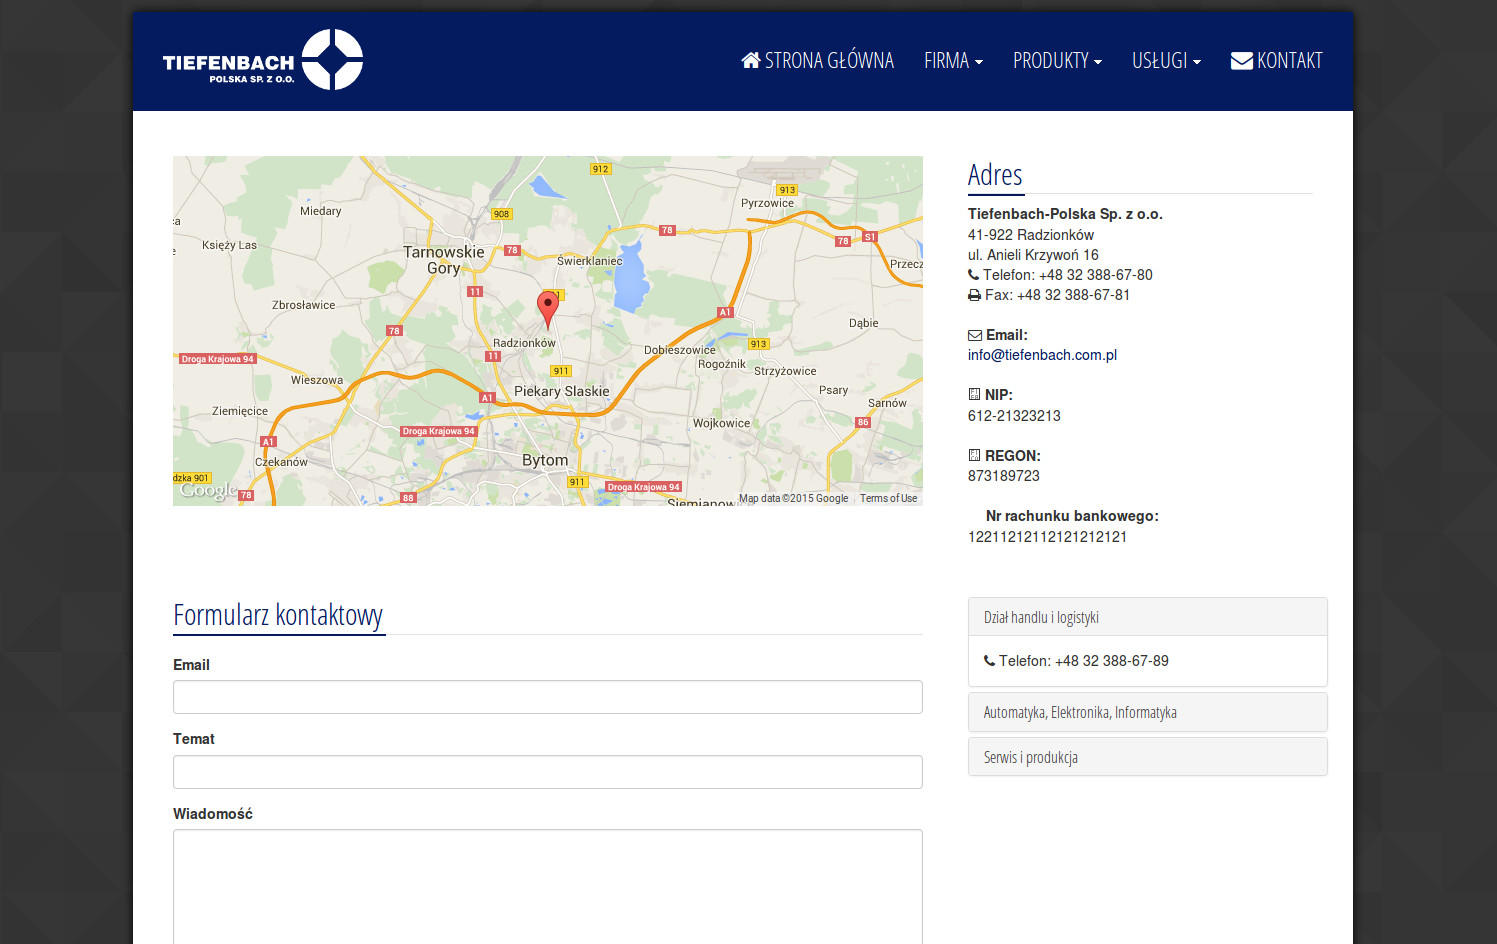 TIEFENBACH
POLSKA SP. Z O.O.
STRONA GŁÓWNA FIRMA PRODUKTY USŁUGI KONTAKT
912
913
Pyrzowice
Miedary
908
78
S1
78
Księży Las
Tarnowskie
Gory
78
Świerklaniec
Przecz
11
Zbrosławice
A1
Dąbie
78
Radzionków
913
Dobieszowice
Droga Krajowa 94
11
Rogoźnik
911
Strzyżowice
Wieszowa
Piekary Slaskie
Psary
A1
Sarnów
Ziemięcice
Wojkowice
86
Droga Krajowa 94
A1
Czekanów
Bytom
dzka 901
911
Droga Krajowa 94
Google
78
88
Siemianow
Map data ©2015 Google Terms of Use
Adres
Tiefenbach-Polska Sp. z o.o.
41-922 Radzionków
ul. Anieli Krzywoń 16
Telefon: +48 32 388-67-80
Fax: +48 32 388-67-81
Email:
info@tiefenbach.com.pl
NIP:
612-21323213
REGON:
873189723
Nr rachunku bankowego:
12211212112121212121
Formularz kontaktowy
Email
Temat
Wiadomość
Dział handlu i logistyki
Telefon: +48 32 388-67-89
Automatyka, Elektronika, Informatyka
Serwis i produkcja